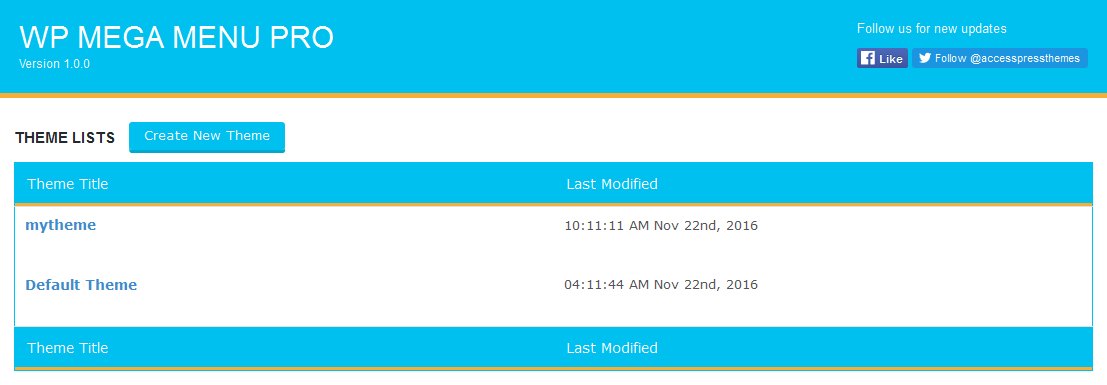 WP MEGA MENU PRO
Version 1.0.0
Follow us for new updates
Like Follow @accesspressthemes
THEME LISTS Create New Theme
Theme Title Last Modified
mytheme 10:11:11 AM Nov 22nd, 2016
Default Theme 04:11:44 AM Nov 22nd, 2016
Theme Title Last Modified